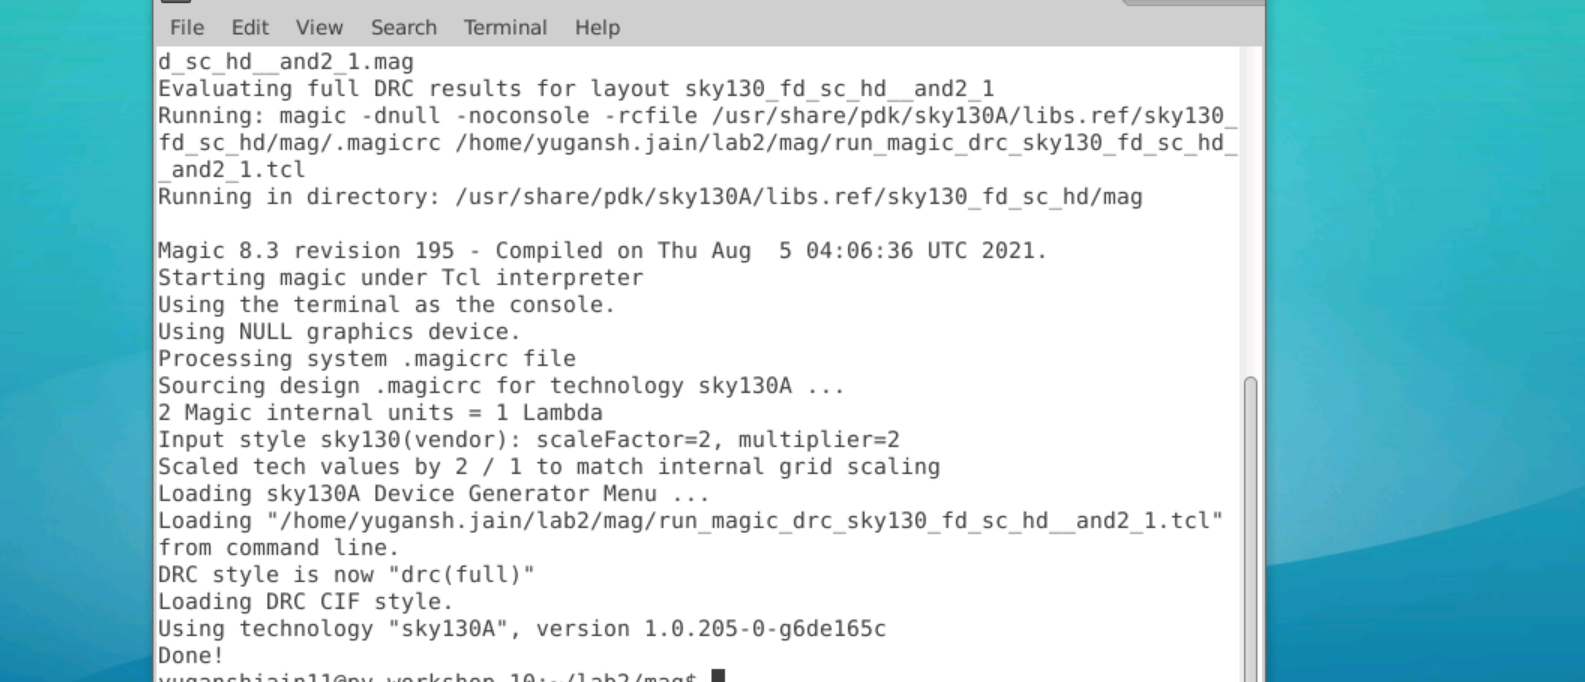 File Edit View Search Terminal Help
d_sc_hd__and2_1.mag
Evaluating full DRC results for layout sky130_fd_sc_hd__and2_1
Running: magic -dnull -noconsole -rcfile /usr/share/pdk/sky130A/libs.ref/sky130_
fd_sc_hd/mag/.magicrc /home/yugansh.jain/lab2/mag/run_magic_drc_sky130_fd_sc_hd_
_and2_1.tcl
Running in directory: /usr/share/pdk/sky130A/libs.ref/sky130_fd_sc_hd/mag
Magic 8.3 revision 195 - Compiled on Thu Aug  5 04:06:36 UTC 2021.
Starting magic under Tcl interpreter
Using the terminal as the console.
Using NULL graphics device.
Processing system .magicrc file
Sourcing design .magicrc for technology sky130A ...
2 Magic internal units = 1 Lambda
Input style sky130(vendor): scaleFactor=2, multiplier=2
Scaled tech values by 2 / 1 to match internal grid scaling
Loading sky130A Device Generator Menu ...
Loading "/home/yugansh.jain/lab2/mag/run_magic_drc_sky130_fd_sc_hd__and2_1.tcl"
from command line.
DRC style is now "drc(full)"
Loading DRC CIF style.
Using technology "sky130A", version 1.0.205-0-g6de165c
Done!